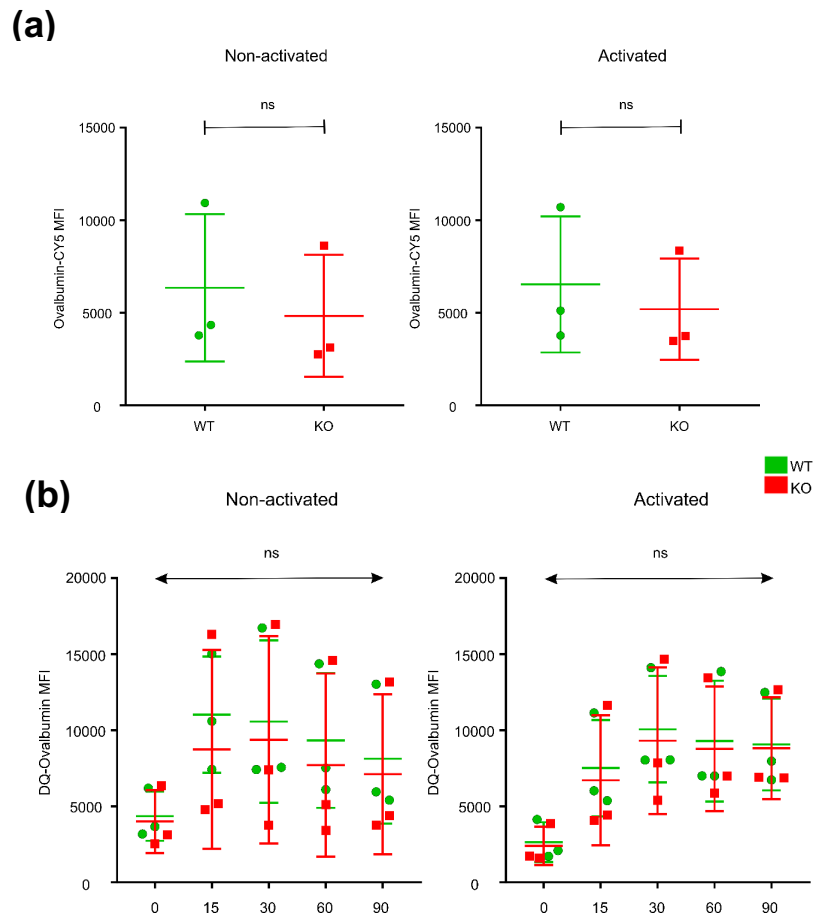 (a)
Non-activated
Activated
ns
ns
15000
10000
5000
0
Ovalbumin-CY5 MFI
WT
KO
15000
10000
5000
0
Ovalbumin-CY5 MFI
WT
KO
WT
KO
(b)
Non-activated
Activated
ns
ns
20000
15000
10000
5000
0
DQ-Ovalbumin MFI
0 15 30 60 90
20000
15000
10000
5000
0
DQ-Ovalbumin MFI
0 15 30 60 90